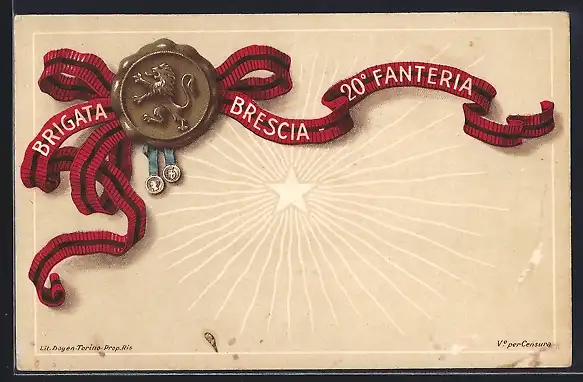 BRIGATA BRESCIA - 20° FANTERIA
Lit. Doyen-Torino-Prop. Ris
V° per Censura